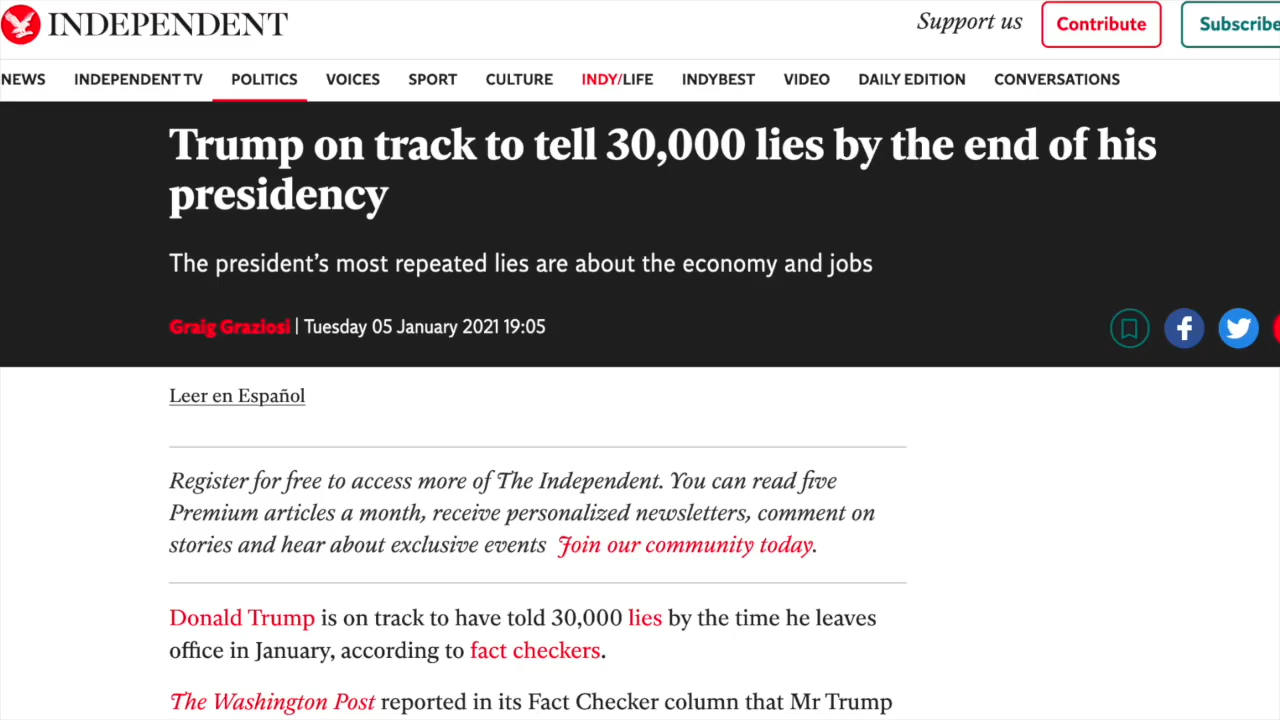 INDEPENDENT
Support us
Contribute
Subscribe
NEWS INDEPENDENT TV POLITICS VOICES SPORT CULTURE INDY/LIFE INDYBEST VIDEO DAILY EDITION CONVERSATIONS
Trump on track to tell 30,000 lies by the end of his
presidency
The president's most repeated lies are about the economy and jobs
Graig Graziosi | Tuesday 05 January 2021 19:05
Leer en Español
Register for free to access more of The Independent. You can read five
Premium articles a month, receive personalized newsletters, comment on
stories and hear about exclusive events Join our community today.
Donald Trump is on track to have told 30,000 lies by the time he leaves
office in January, according to fact checkers.
The Washington Post reported in its Fact Checker column that Mr Trump